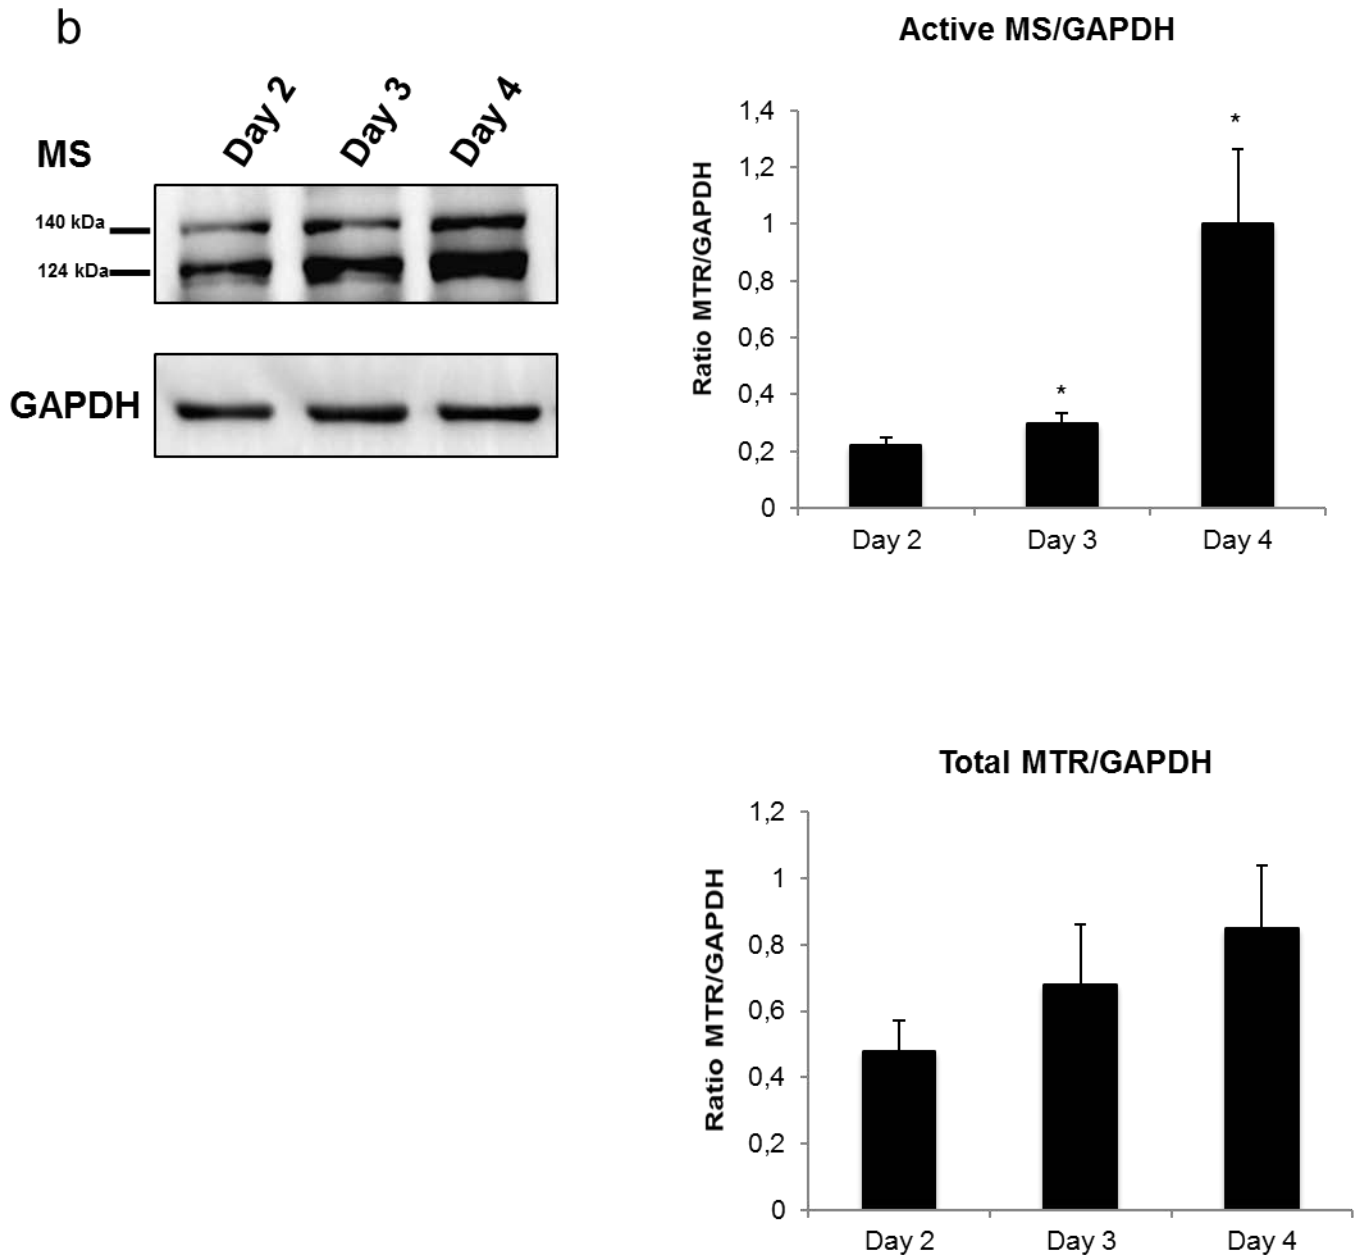 b
Day 2
Day 3
Day 4
MS
140 kDa
124 kDa
GAPDH
Active MS/GAPDH
Ratio MTR/GAPDH
1,4
1,2
1
0,8
0,6
0,4
0,2
0
*
*
Day 2
Day 3
Day 4
Total MTR/GAPDH
Ratio MTR/GAPDH
1,2
1
0,8
0,6
0,4
0,2
0
Day 2
Day 3
Day 4